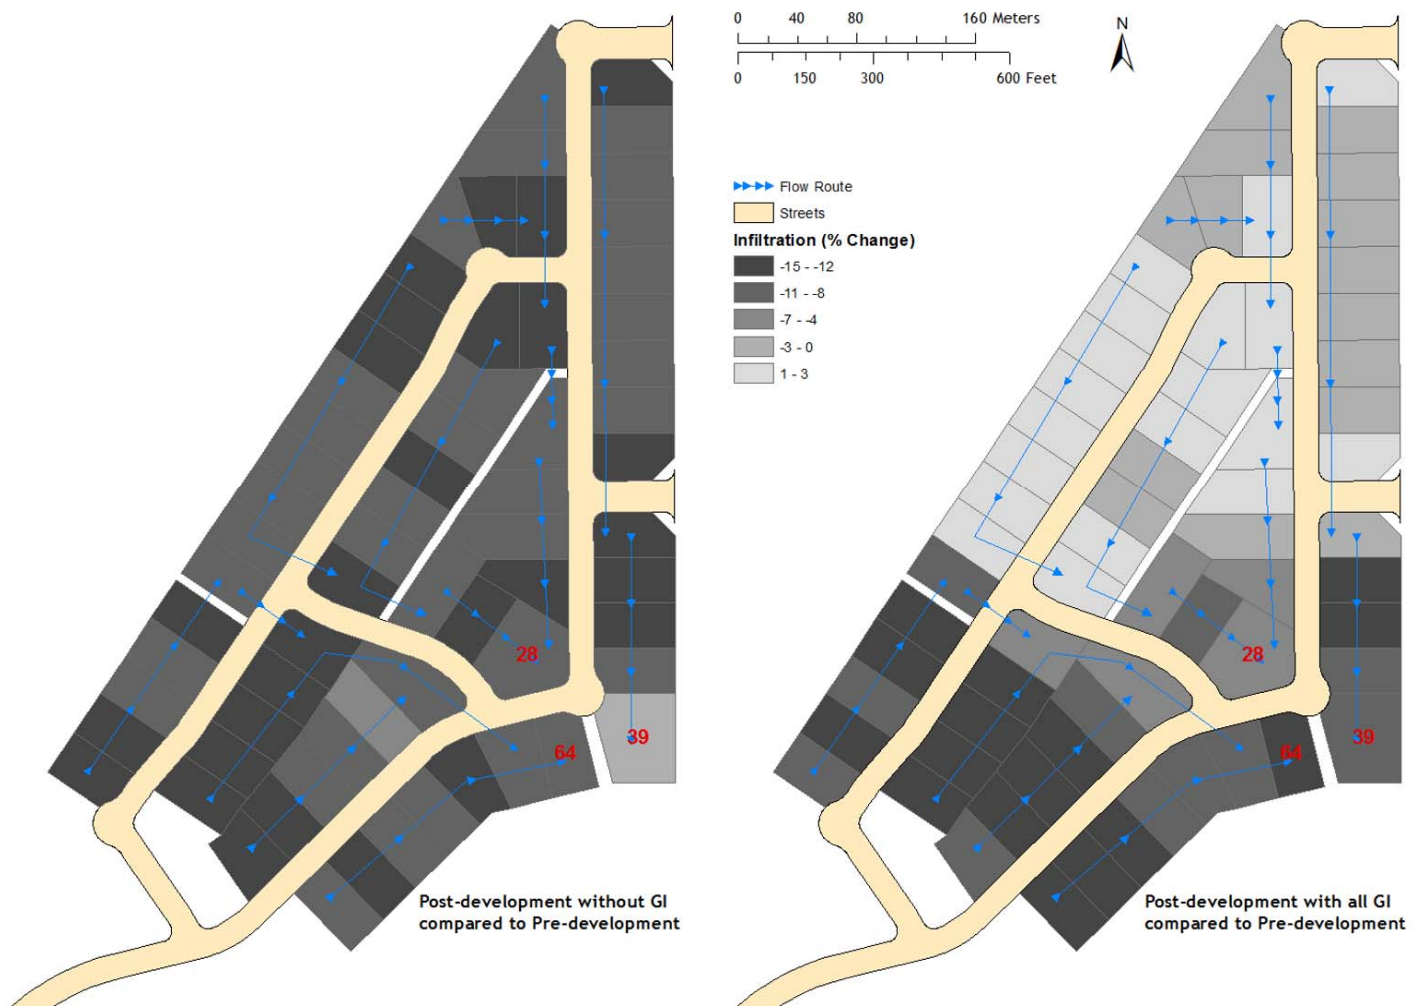 0 40 80 160 Meters
0 150 300 600 Feet
N
Flow Route
Streets
Infiltration (% Change)
-15 - -12
-11 - -8
-7 - -4
-3 - 0
1 - 3
28
39
64
28
39
64
Post-development without GI
compared to Pre-development
Post-development with all GI
compared to Pre-development